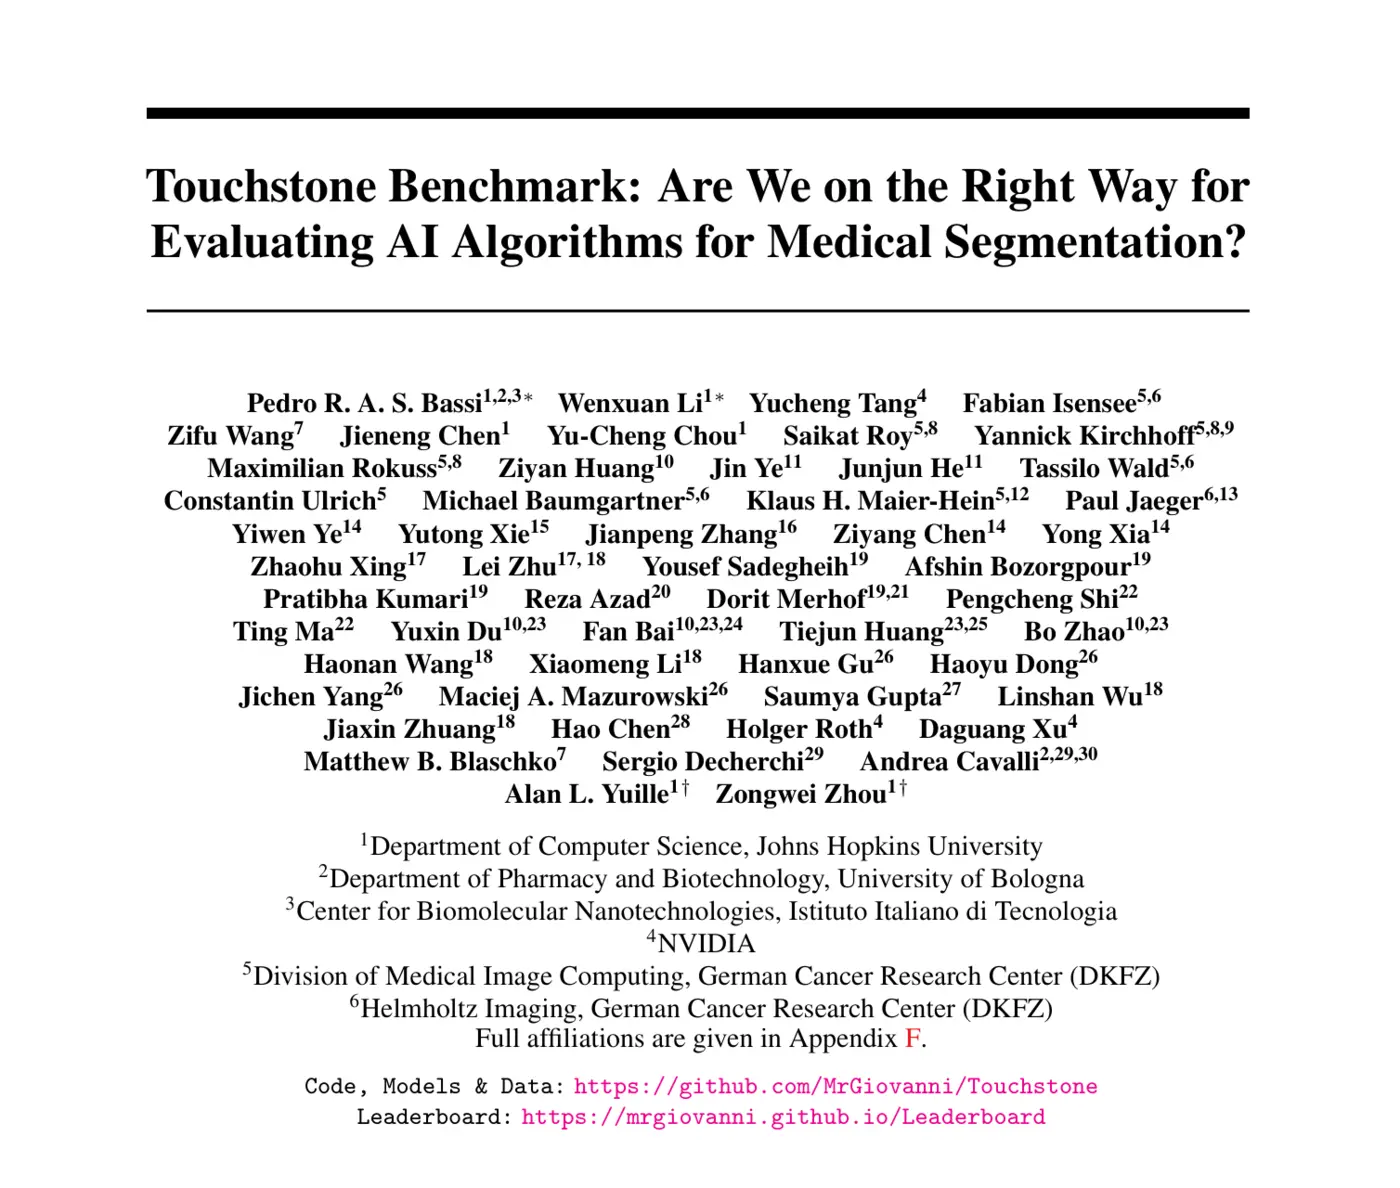 Touchstone Benchmark: Are We on the Right Way for
Evaluating AI Algorithms for Medical Segmentation?
Pedro R. A. S. Bassi1,2,3∗ Wenxuan Li1∗ Yucheng Tang4 Fabian Isensee5,6
Zifu Wang7 Jieneng Chen1 Yu-Cheng Chou1 Saikat Roy5,8 Yannick Kirchhoff5,8,9
Maximilian Rokuss5,8 Ziyan Huang10 Jin Ye11 Junjun He11 Tassilo Wald5,6
Constantin Ulrich5 Michael Baumgartner5,6 Klaus H. Maier-Hein5,12 Paul Jaeger6,13
Yiwen Ye14 Yutong Xie15 Jianpeng Zhang16 Ziyang Chen14 Yong Xia14
Zhaohu Xing17 Lei Zhu17, 18 Yousef Sadegheih19 Afshin Bozorgpour19
Pratibha Kumari19 Reza Azad20 Dorit Merhof19,21 Pengcheng Shi22
Ting Ma22 Yuxin Du10,23 Fan Bai10,23,24 Tiejun Huang23,25 Bo Zhao10,23
Haonan Wang18 Xiaomeng Li18 Hanxue Gu26 Haoyu Dong26
Jichen Yang26 Maciej A. Mazurowski26 Saumya Gupta27 Linshan Wu18
Jiaxin Zhuang18 Hao Chen28 Holger Roth4 Daguang Xu4
Matthew B. Blaschko7 Sergio Decherchi29 Andrea Cavalli2,29,30
Alan L. Yuille1† Zongwei Zhou1†
1Department of Computer Science, Johns Hopkins University
2Department of Pharmacy and Biotechnology, University of Bologna
3Center for Biomolecular Nanotechnologies, Istituto Italiano di Tecnologia
4NVIDIA
5Division of Medical Image Computing, German Cancer Research Center (DKFZ)
6Helmholtz Imaging, German Cancer Research Center (DKFZ)
Full affiliations are given in Appendix F.
Code, Models & Data: https://github.com/MrGiovanni/Touchstone
Leaderboard: https://mrgiovanni.github.io/Leaderboard